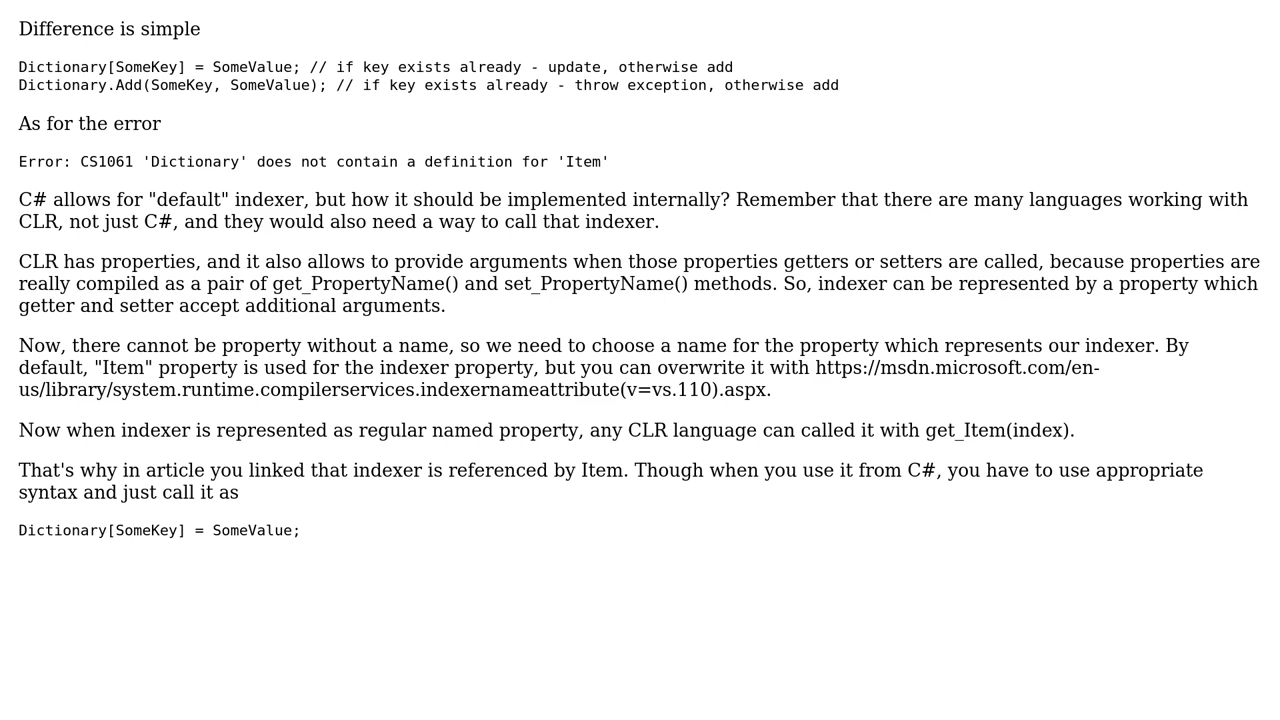 Difference is simple
Dictionary[SomeKey] = SomeValue; // if key exists already - update, otherwise add
Dictionary.Add(SomeKey, SomeValue); // if key exists already - throw exception, otherwise add
As for the error
Error: CS1061 'Dictionary' does not contain a definition for 'Item'
C# allows for "default" indexer, but how it should be implemented internally? Remember that there are many languages working with
CLR, not just C#, and they would also need a way to call that indexer.
CLR has properties, and it also allows to provide arguments when those properties getters or setters are called, because properties are
really compiled as a pair of get_PropertyName() and set_PropertyName() methods. So, indexer can be represented by a property which
getter and setter accept additional arguments.
Now, there cannot be property without a name, so we need to choose a name for the property which represents our indexer. By
default, "Item" property is used for the indexer property, but you can overwrite it with https://msdn.microsoft.com/en-
us/library/system.runtime.compilerservices.indexernameattribute(v=vs.110).aspx.
Now when indexer is represented as regular named property, any CLR language can called it with get_Item(index).
That's why in article you linked that indexer is referenced by Item. Though when you use it from C#, you have to use appropriate
syntax and just call it as
Dictionary[SomeKey] = SomeValue;